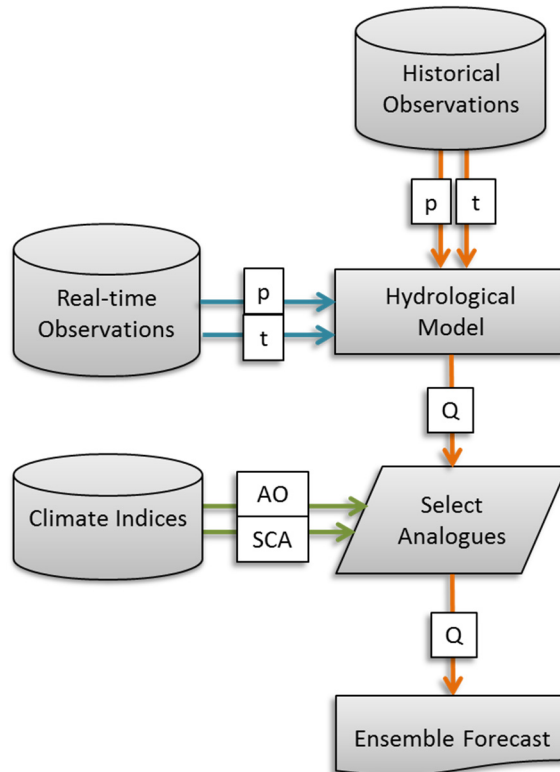 Historical
Observations
p
t
Real-time
Observations
p
t
Hydrological
Model
Q
Climate Indices
AO
SCA
Select
Analogues
Q
Ensemble Forecast